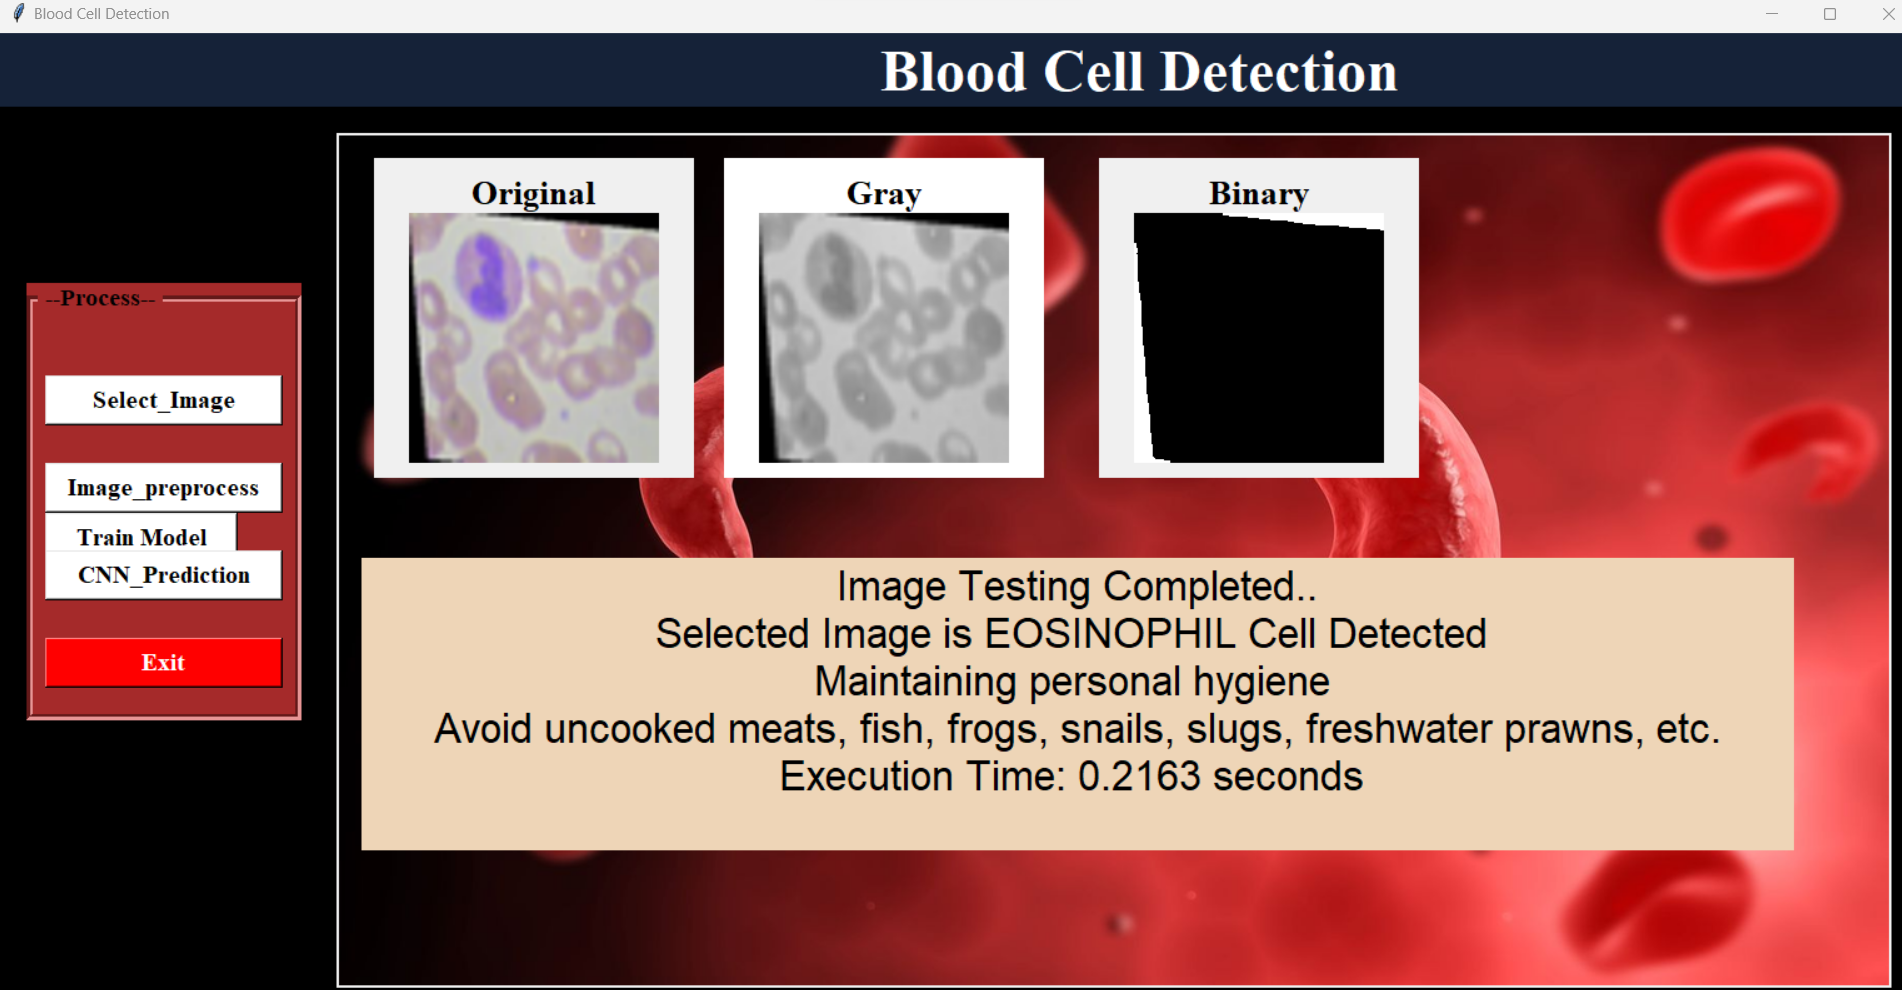 Blood Cell Detection
Blood Cell Detection
--Process--
Select_Image
Image_preprocess
Train Model
CNN_Prediction
Exit
Original
Gray
Binary
Image Testing Completed..
Selected Image is EOSINOPHIL Cell Detected
Maintaining personal hygiene
Avoid uncooked meats, fish, frogs, snails, slugs, freshwater prawns, etc.
Execution Time: 0.2163 seconds